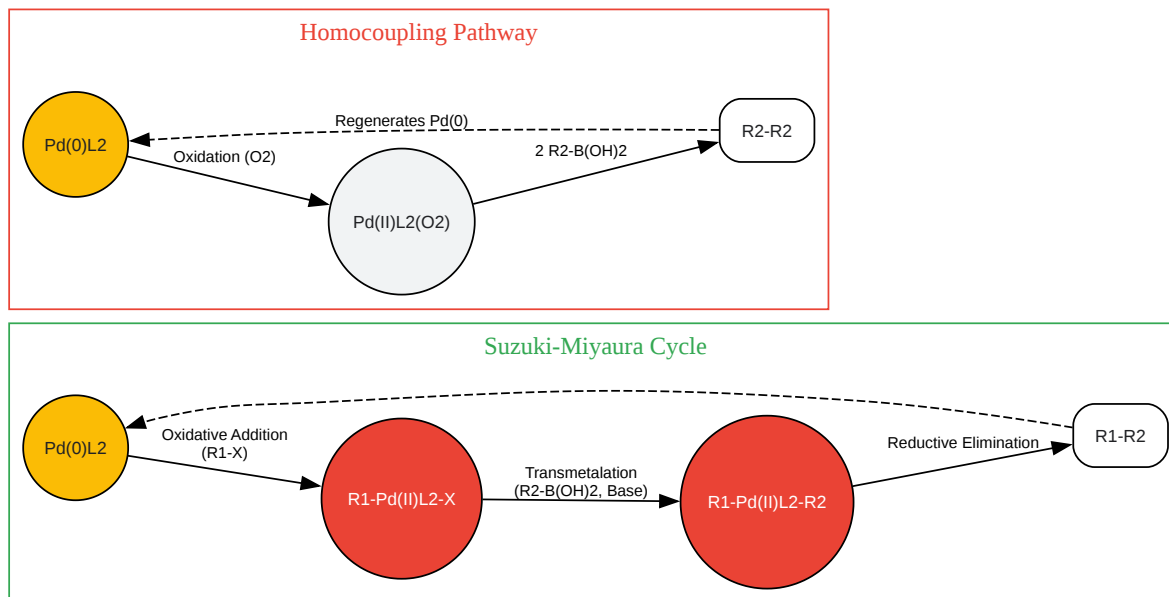 Homocoupling Pathway
Pd(0)L2
Oxidation (O2)
Pd(II)L2(O2)
2 R2-B(OH)2
R2-R2
Regenerates Pd(0)
Suzuki-Miyaura Cycle
Pd(0)L2
Oxidative Addition
(R1-X)
R1-Pd(II)L2-X
Transmetalation
(R2-B(OH)2, Base)
R1-Pd(II)L2-R2
Reductive Elimination
R1-R2